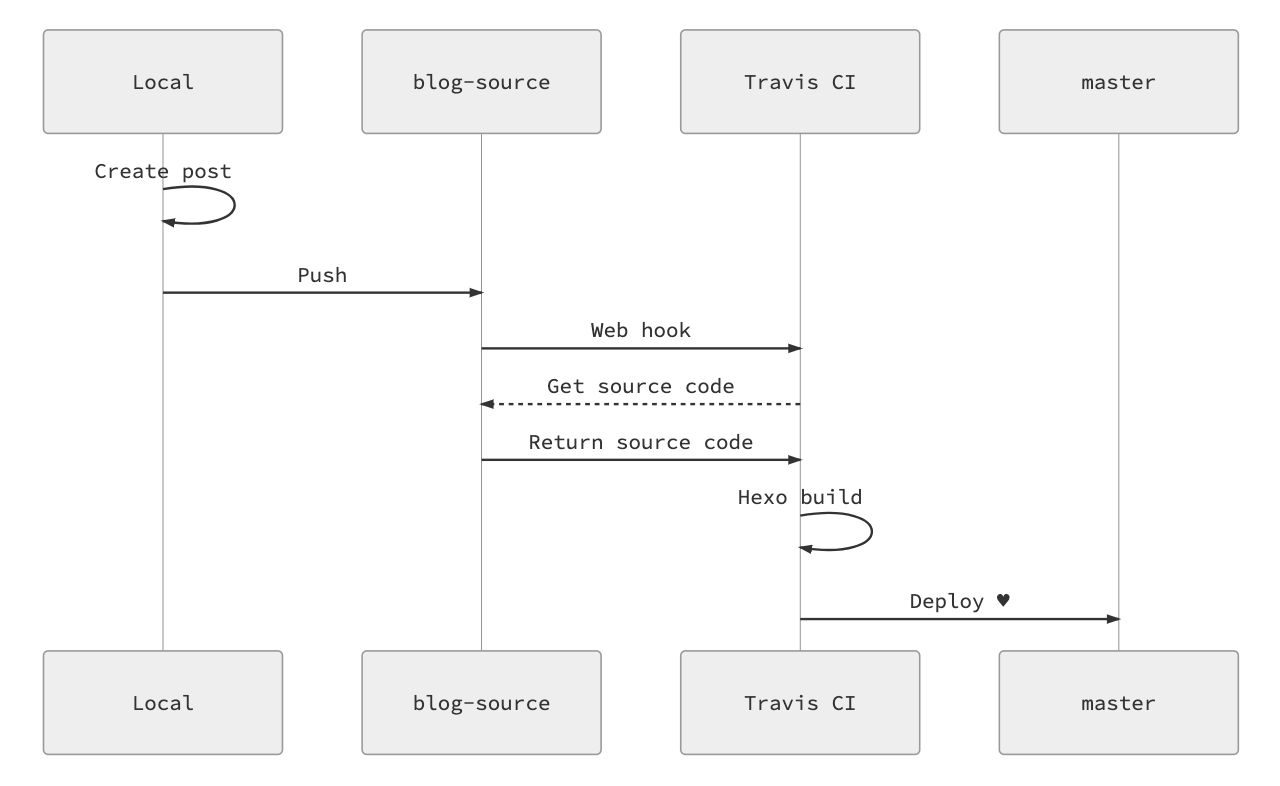 Local
blog-source
Travis CI
master
Create post
Push
Web hook
Get source code
Return source code
Hexo build
Deploy ♥
Local
blog-source
Travis CI
master